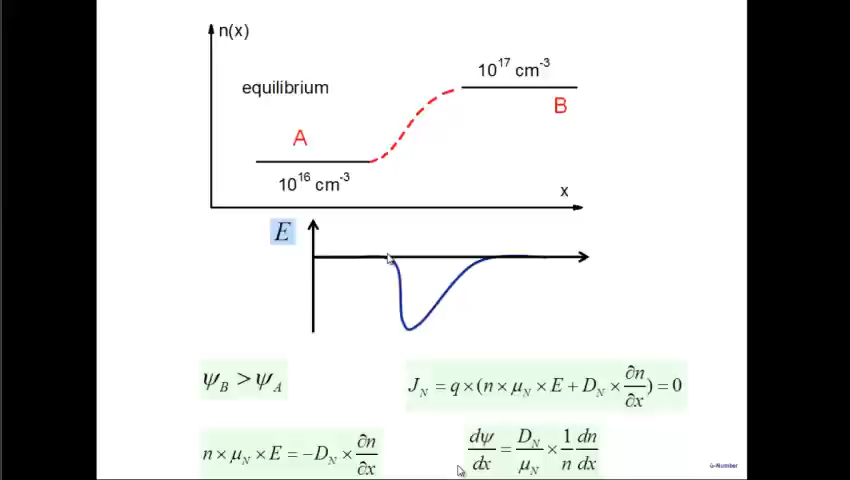 n(x)
10^17 cm^-3
equilibrium
B
A
10^16 cm^-3
x
E
ψ_B > ψ_A
J_N = q × (n × μ_N × E + D_N × ∂n/∂x) = 0
n × μ_N × E = −D_N × ∂n/∂x
dψ/dx = D_N/μ_N × 1/n dn/dx
G-Number